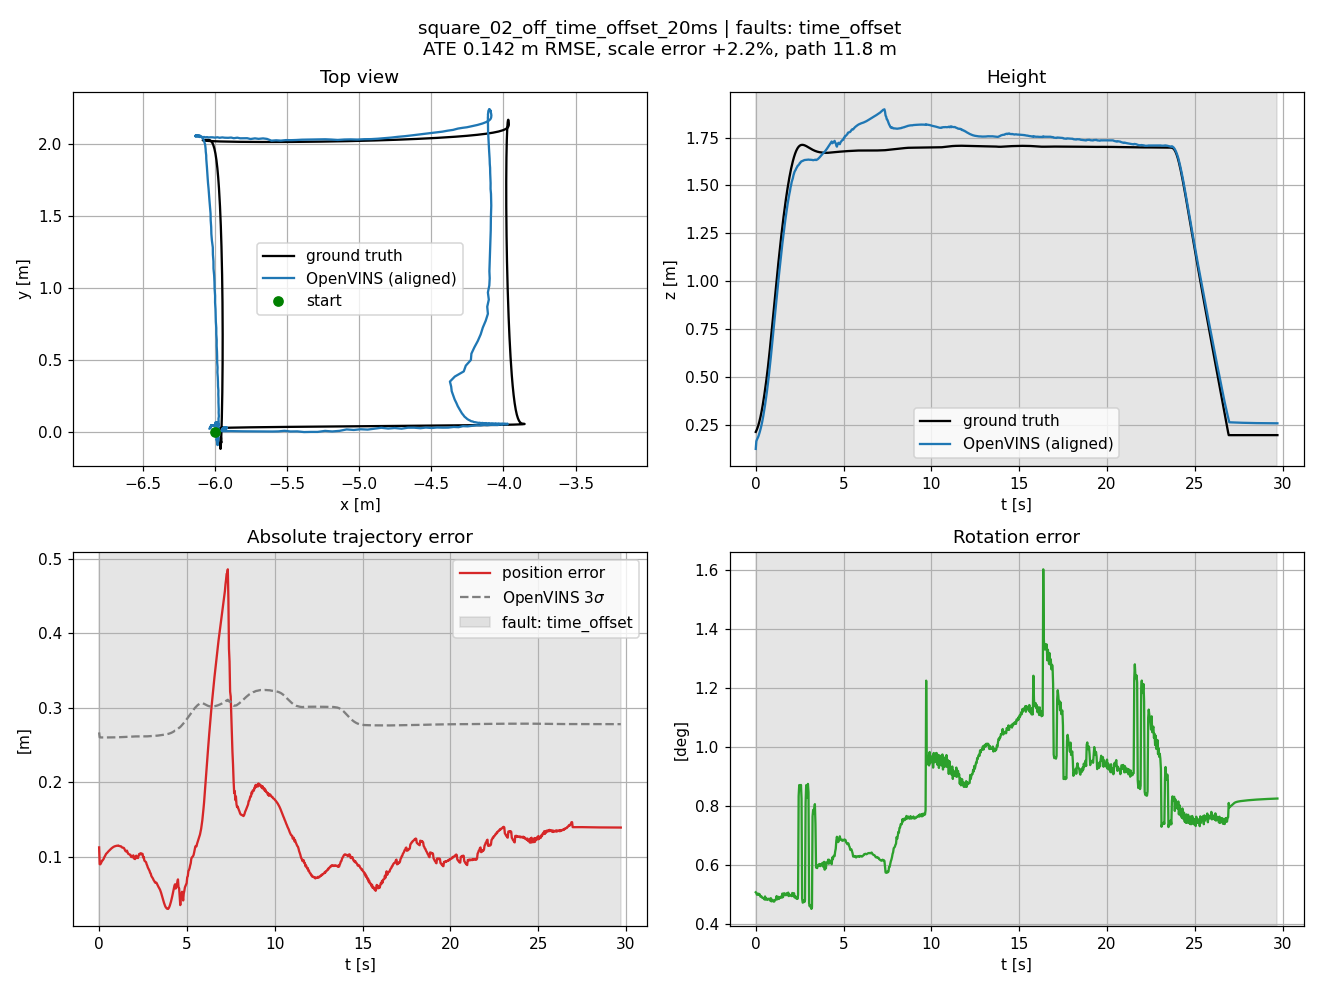 square_02_off_time_offset_20ms | faults: time_offset
ATE 0.142 m RMSE, scale error +2.2%, path 11.8 m
Top view
2.0
1.5
1.0
0.5
0.0
y [m]
ground truth
OpenVINS (aligned)
start
−6.5
−6.0
−5.5
−5.0
−4.5
−4.0
−3.5
x [m]
Height
1.75
1.50
1.25
1.00
0.75
0.50
0.25
z [m]
ground truth
OpenVINS (aligned)
0
5
10
15
20
25
30
t [s]
Absolute trajectory error
0.5
0.4
0.3
0.2
0.1
[m]
position error
OpenVINS 3σ
fault: time_offset
0
5
10
15
20
25
30
t [s]
Rotation error
1.6
1.4
1.2
1.0
0.8
0.6
0.4
[deg]
0
5
10
15
20
25
30
t [s]